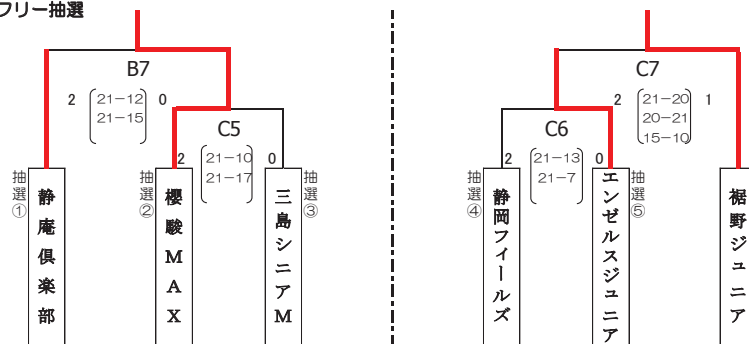 フリー抽選
B7
2
21-12
21-15
0
C5
2
21-10
21-17
0
抽選①
静庵倶楽部
抽選②
櫻駿MAX
三島シニアM
抽選③
C7
2
21-20
20-21
15-10
1
C6
2
21-13
21-7
0
抽選④
静岡フィールズ
エンゼルスジュニア
抽選⑤
裾野ジュニア